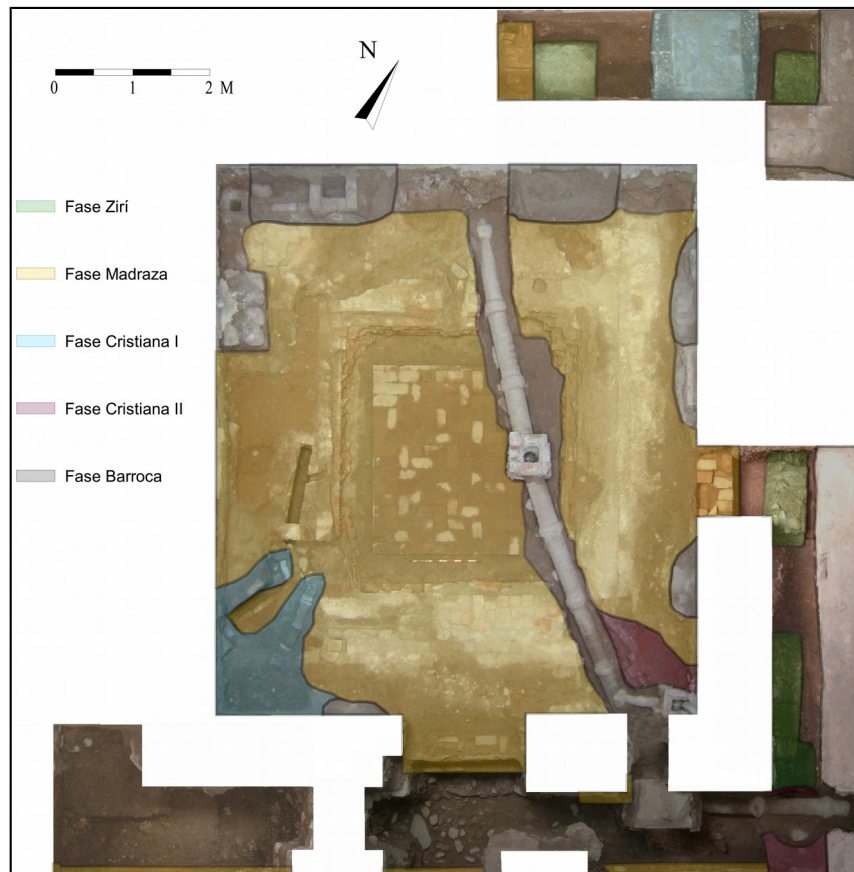 N
0 1 2 M
Fase Zirí
Fase Madraza
Fase Cristiana I
Fase Cristiana II
Fase Barroca